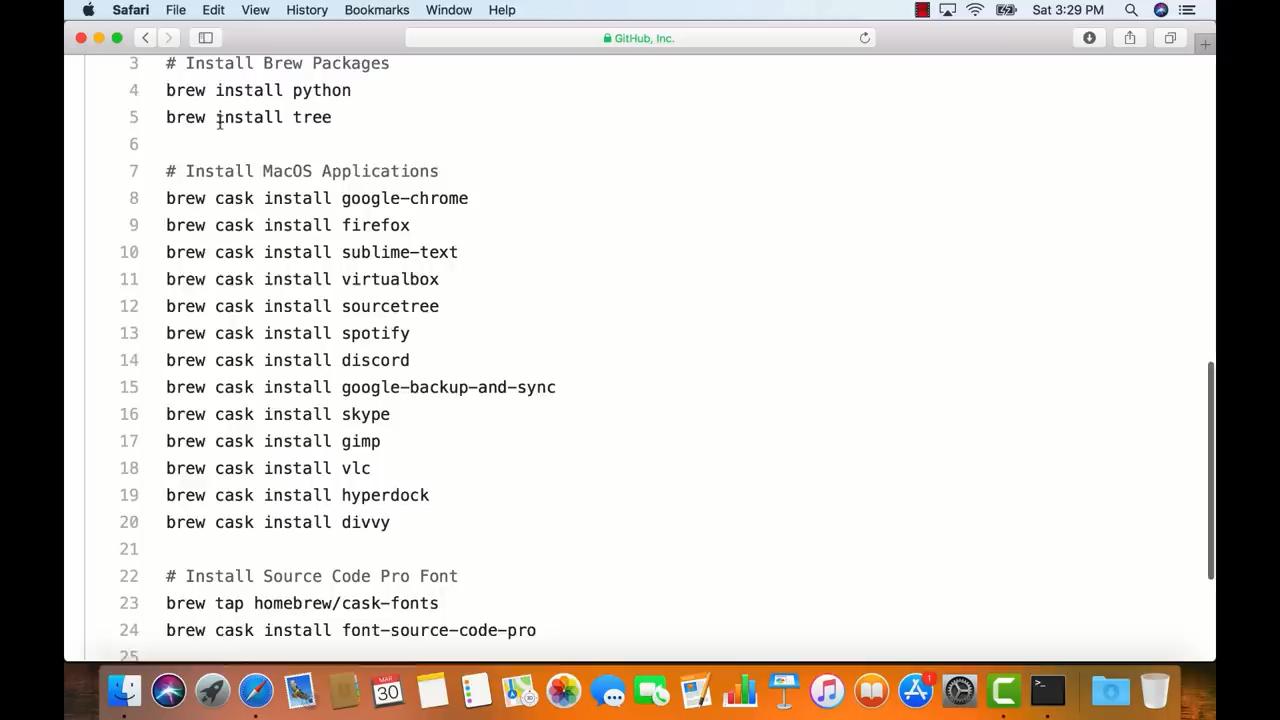 Safari File Edit View History Bookmarks Window Help Sat 3:29 PM
GitHub, Inc.
3 # Install Brew Packages
4 brew install python
5 brew install tree
6
7 # Install MacOS Applications
8 brew cask install google-chrome
9 brew cask install firefox
10 brew cask install sublime-text
11 brew cask install virtualbox
12 brew cask install sourcetree
13 brew cask install spotify
14 brew cask install discord
15 brew cask install google-backup-and-sync
16 brew cask install skype
17 brew cask install gimp
18 brew cask install vlc
19 brew cask install hyperdock
20 brew cask install divvy
21
22 # Install Source Code Pro Font
23 brew tap homebrew/cask-fonts
24 brew cask install font-source-code-pro
25
MAR
30
1